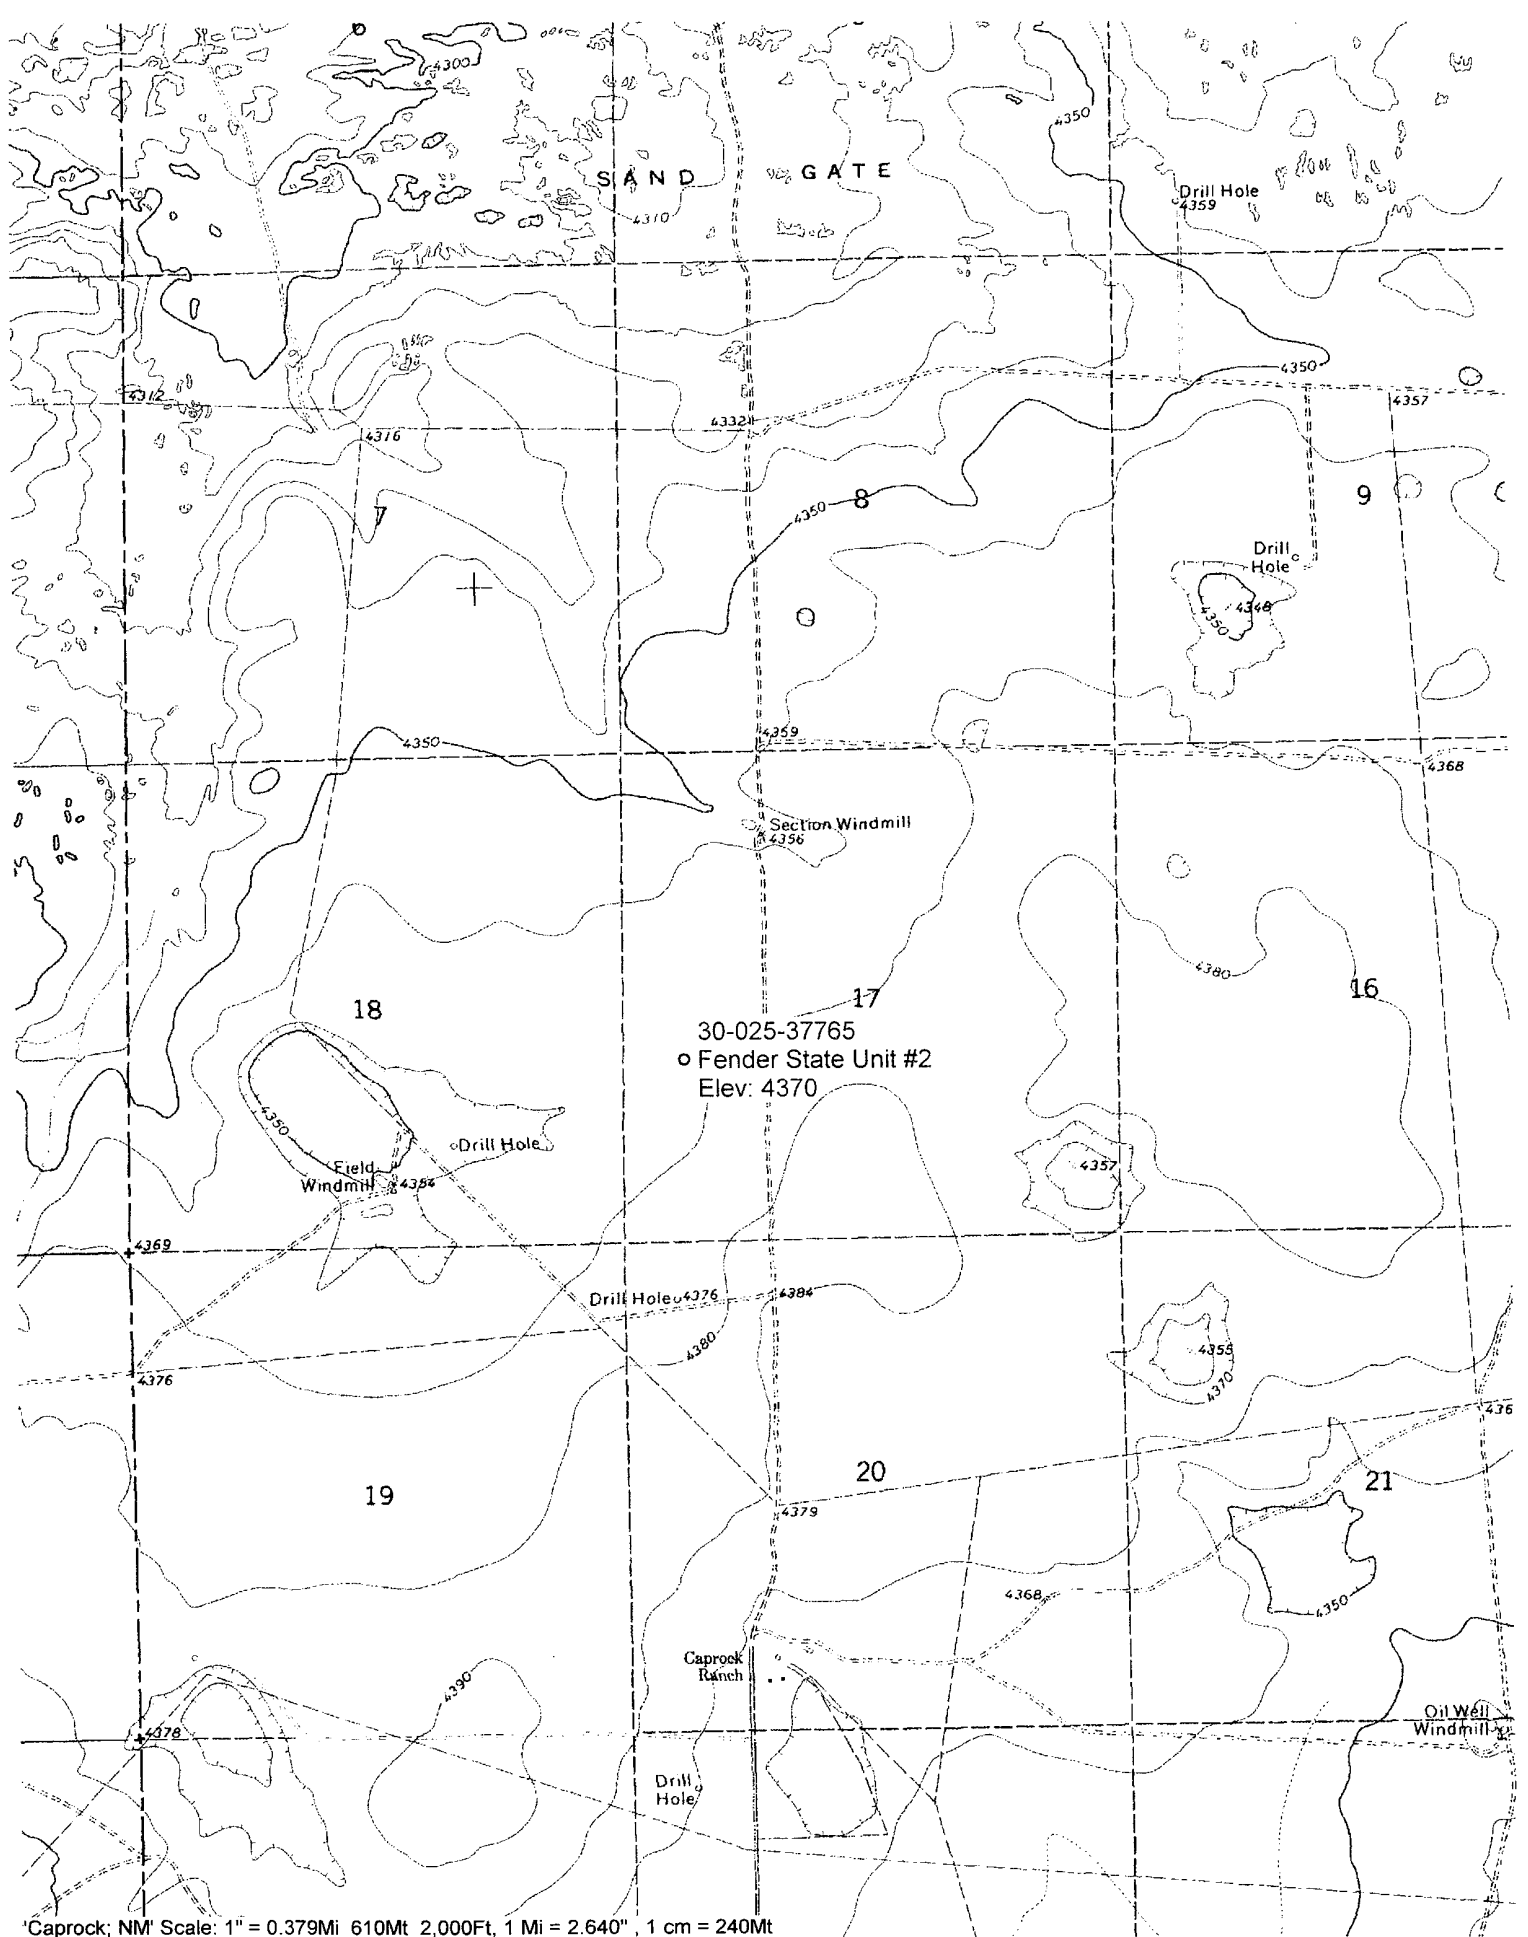 4300
4350
SAND GATE
Drill Hole
4359
4310
4350
4312
4357
4332
4316
7
8
9
4350
Drill
Hole
4348
4350
4359
4350
4368
Section Windmill
4356
4380
16
17
18
30-025-37765
Fender State Unit #2
Elev: 4370
4350
Drill Hole
Field
Windmill
4354
4357
4369
Drill Hole 4376
4384
4380
4355
4376
4370
436
20
21
19
4379
4368
4350
Caprock
Ranch
4390
Oil Well
Windmill
4378
Drill
Hole
'Caprock; NM' Scale: 1" = 0.379Mi 610Mt 2,000Ft, 1 Mi = 2.640", 1 cm = 240Mt